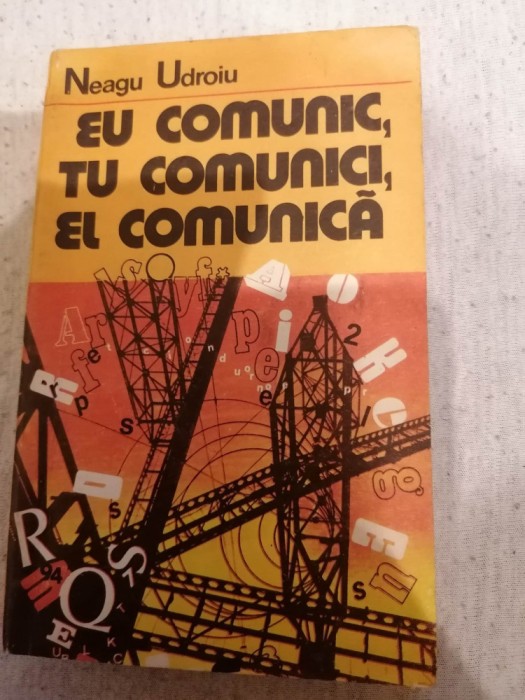 Neagu Udroiu
EU COMUNIC,
TU COMUNICI,
EL COMUNICĂ